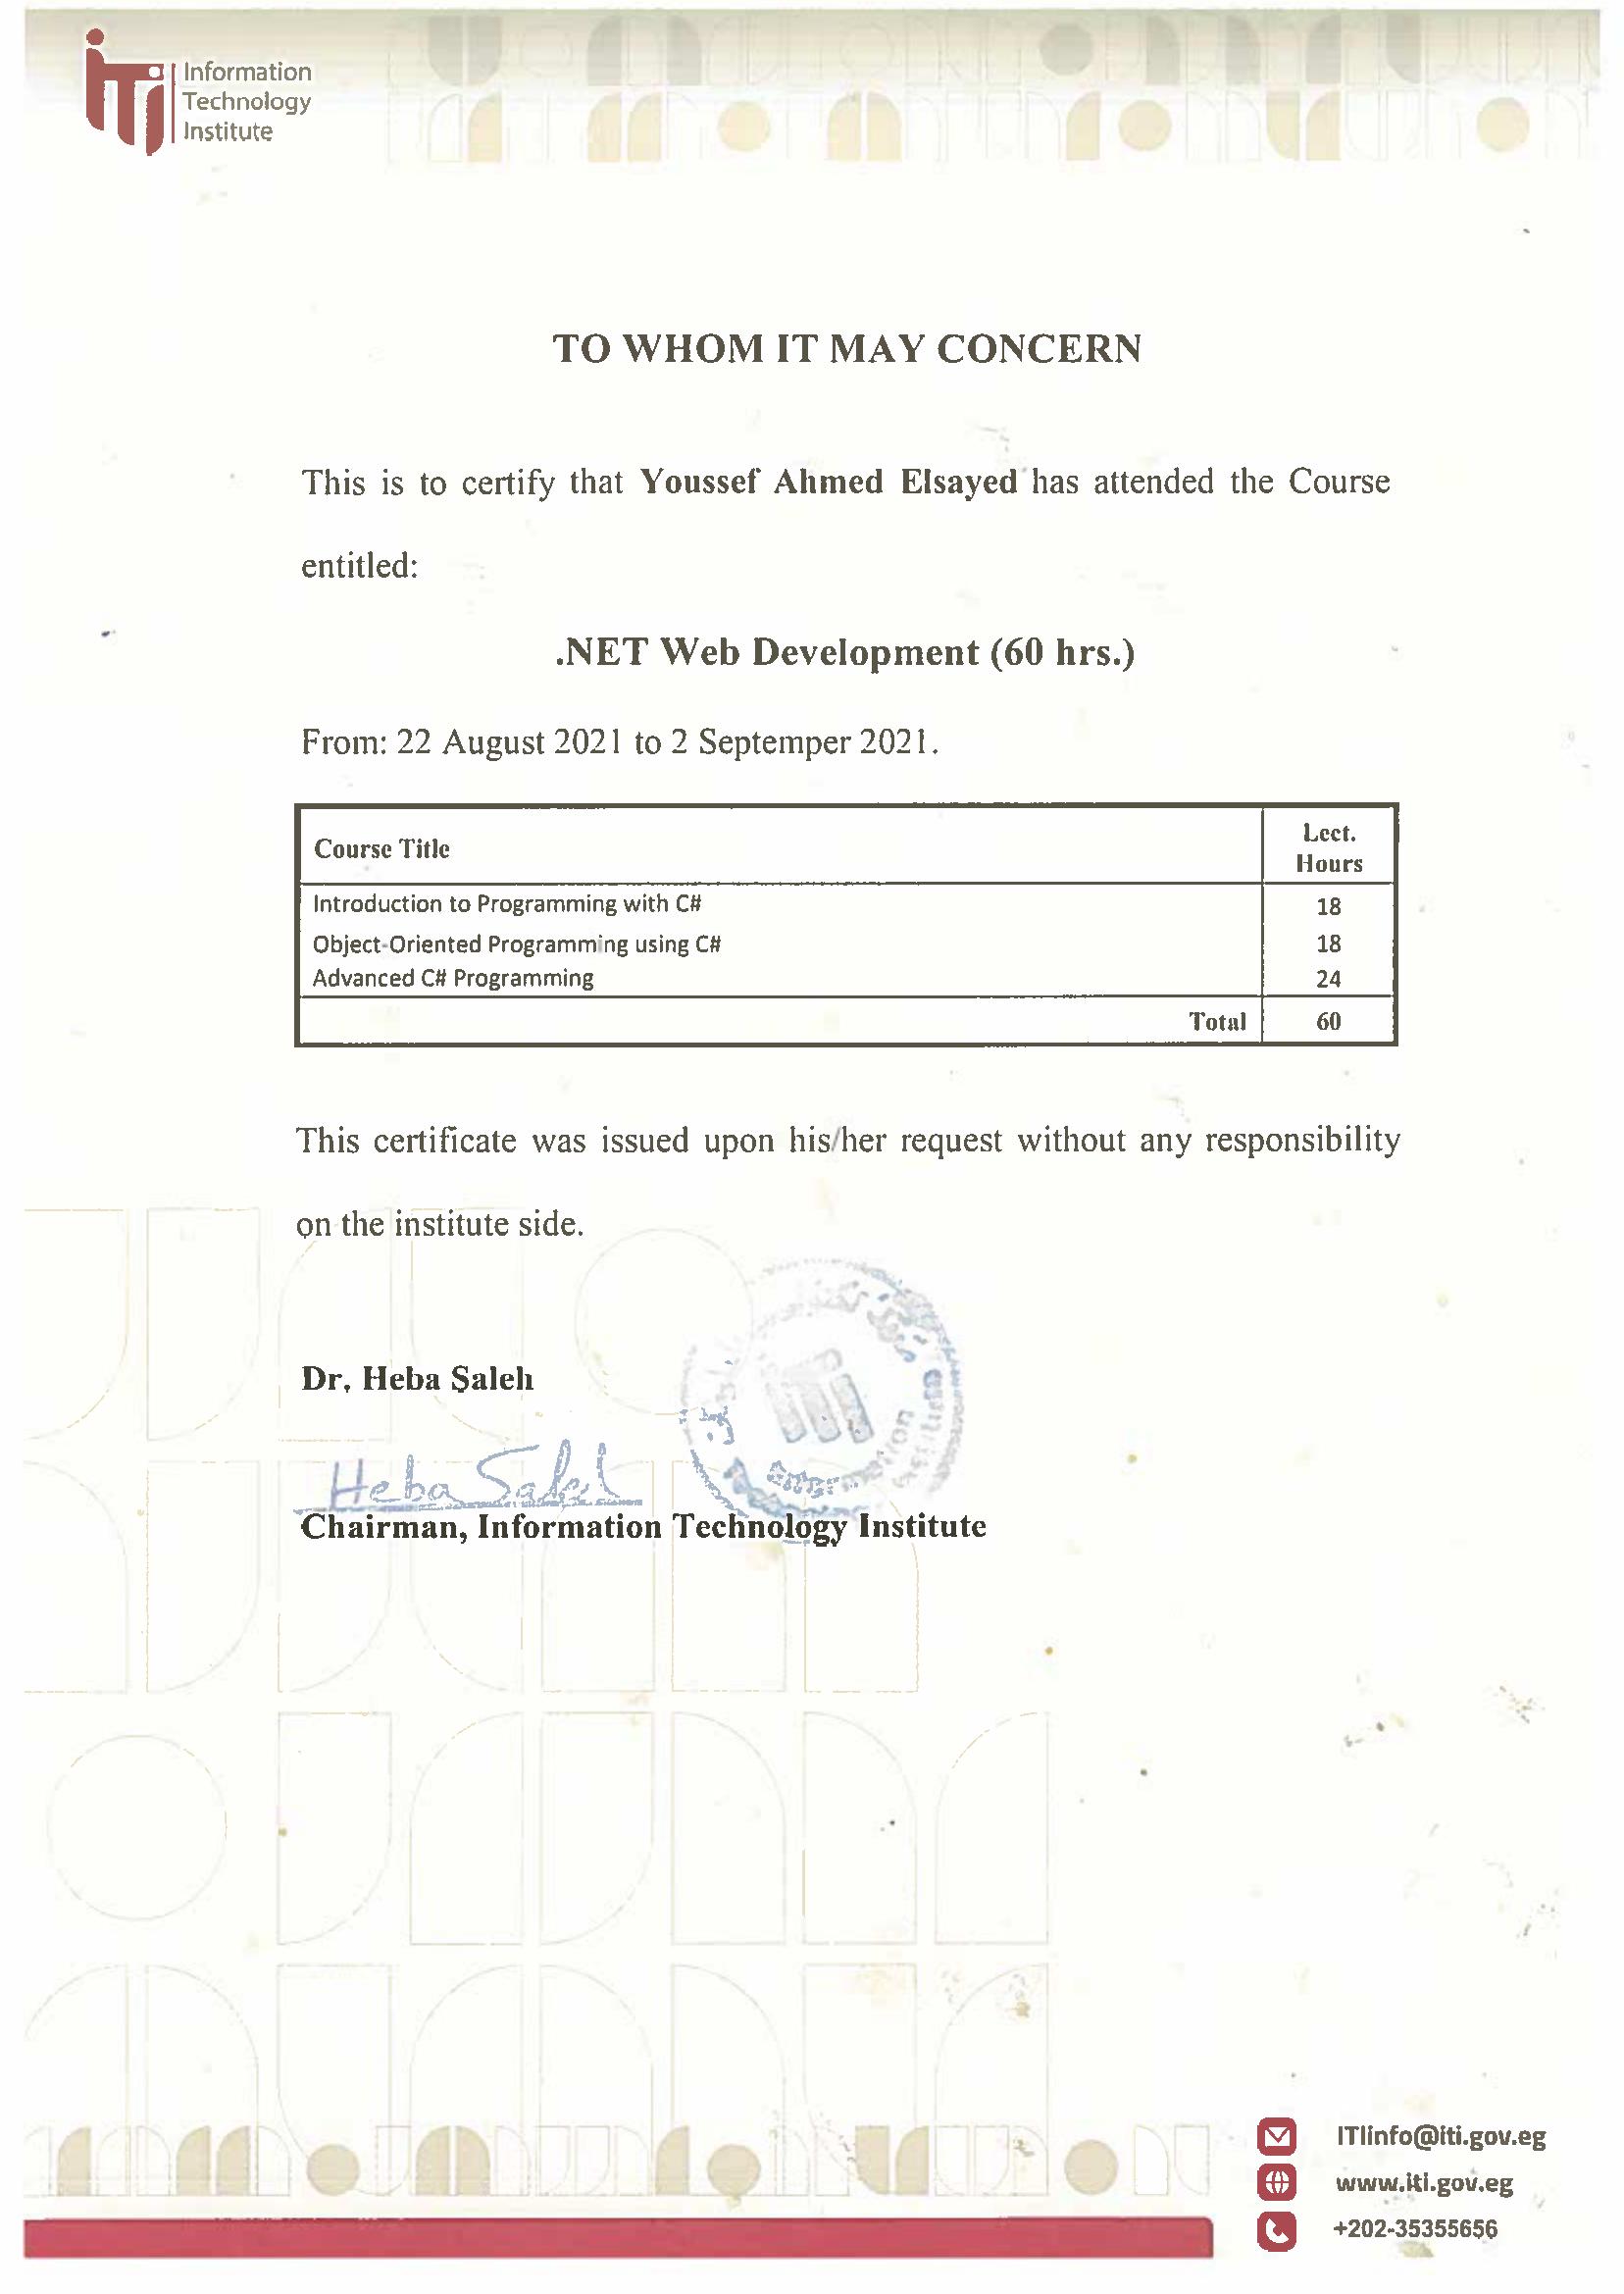 iTi
Information
Technology
Institute
TO WHOM IT MAY CONCERN
This is to certify that Youssef Ahmed Elsayed has attended the Course
entitled:
.NET Web Development (60 hrs.)
From: 22 August 2021 to 2 Septemper 2021.
Course Title Lect. Hours
Introduction to Programming with C# 18
Object-Oriented Programming using C# 18
Advanced C# Programming 24
Total 60
This certificate was issued upon his/her request without any responsibility
on the institute side.
Dr. Heba Saleh
Heba Saleh
iTi
Chairman, Information Technology Institute
ITIinfo@iti.gov.eg
www.iti.gov.eg
+202-35355656